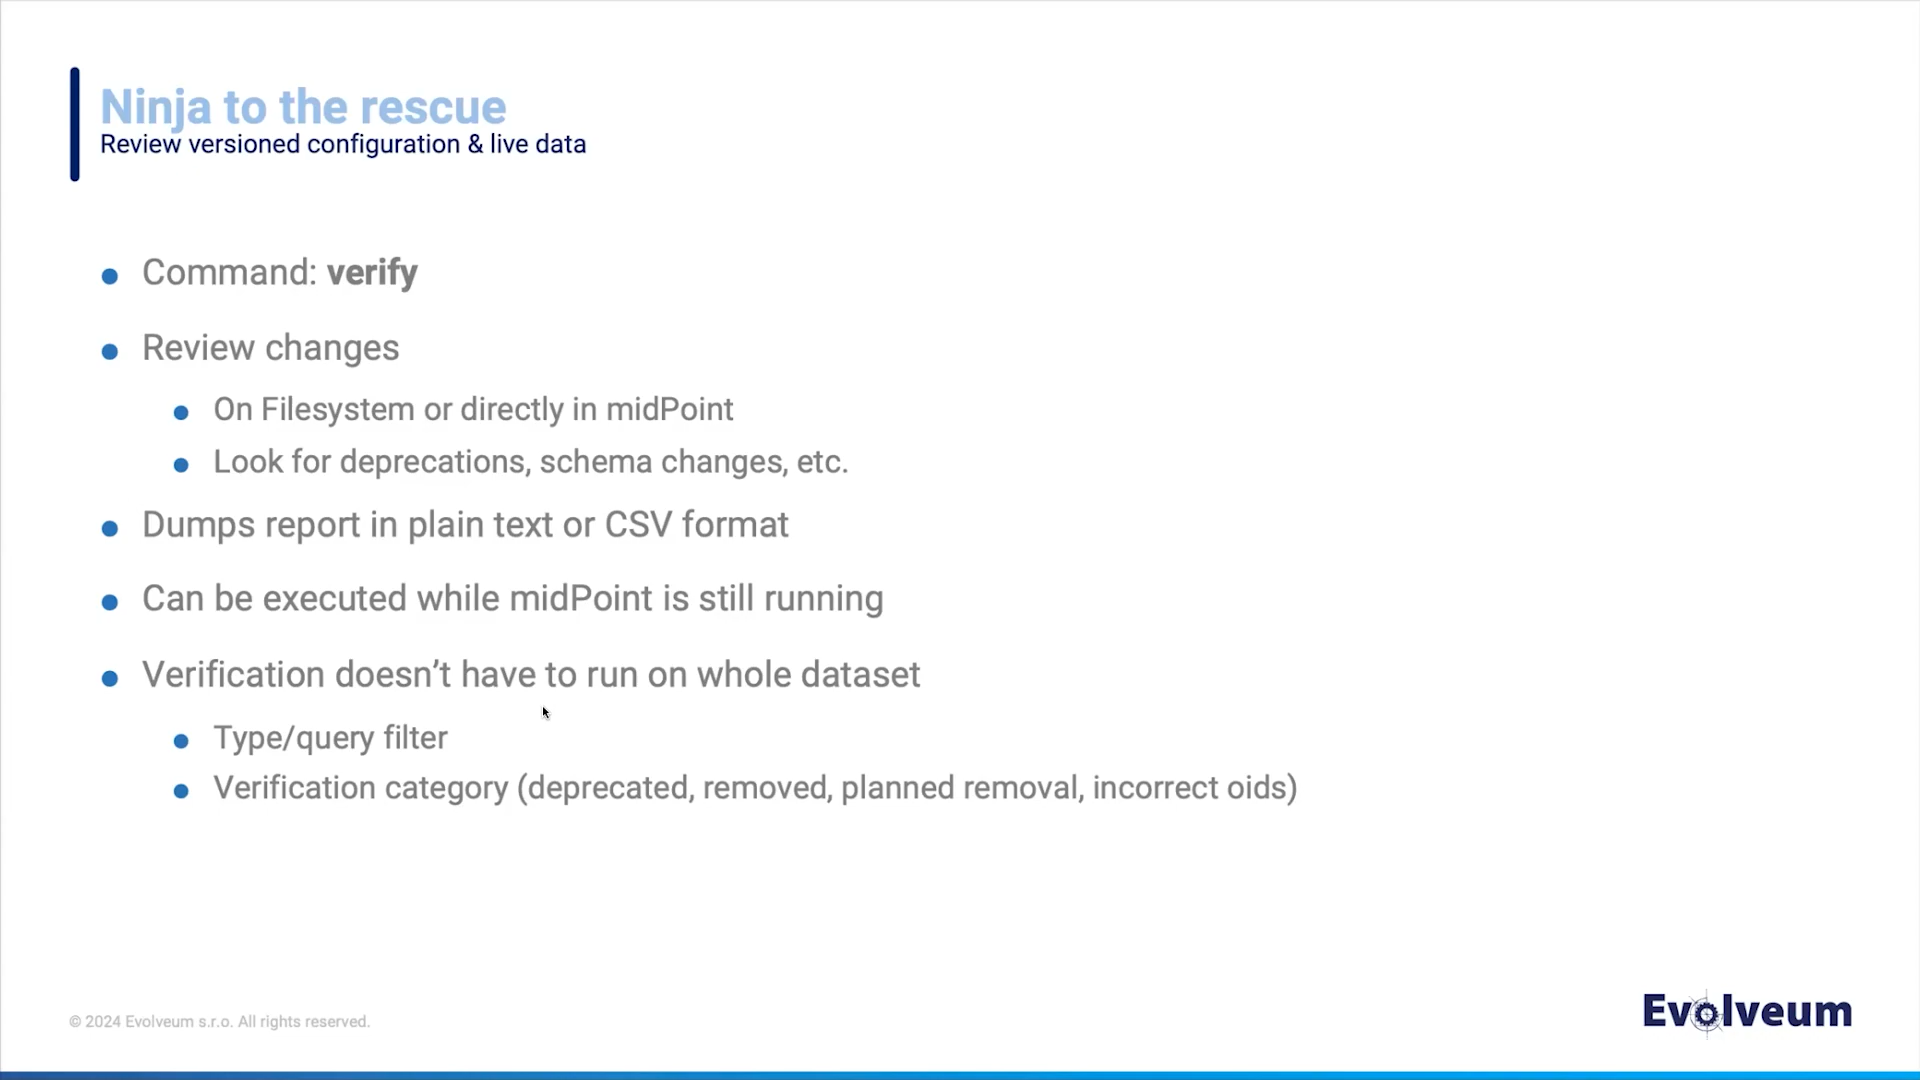 Ninja to the rescue
Review versioned configuration & live data
Command: verify
Review changes
On Filesystem or directly in midPoint
Look for deprecations, schema changes, etc.
Dumps report in plain text or CSV format
Can be executed while midPoint is still running
Verification doesn’t have to run on whole dataset
Type/query filter
Verification category (deprecated, removed, planned removal, incorrect oids)
© 2024 Evolveum s.r.o. All rights reserved.
Evolveum